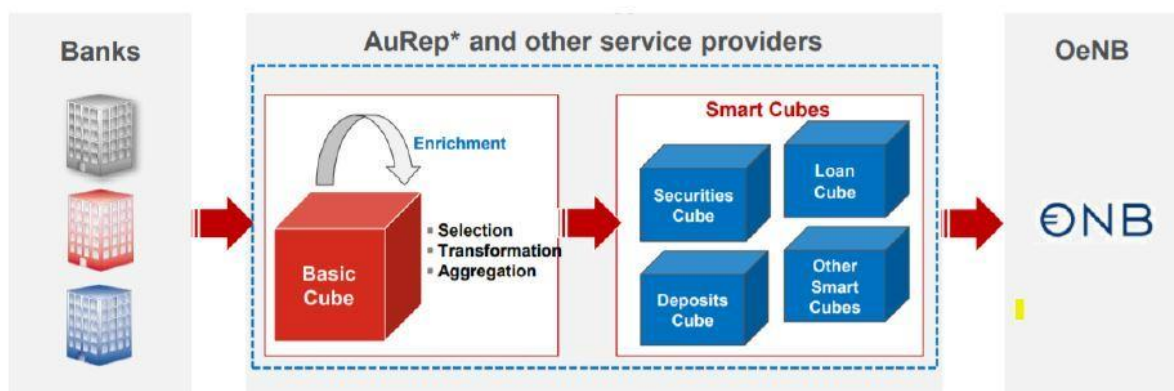 Banks
AuRep* and other service providers
OeNB
Enrichment
Selection
Transformation
Aggregation
Basic
Cube
Smart Cubes
Securities
Cube
Loan
Cube
Deposits
Cube
Other
Smart
Cubes
ONB